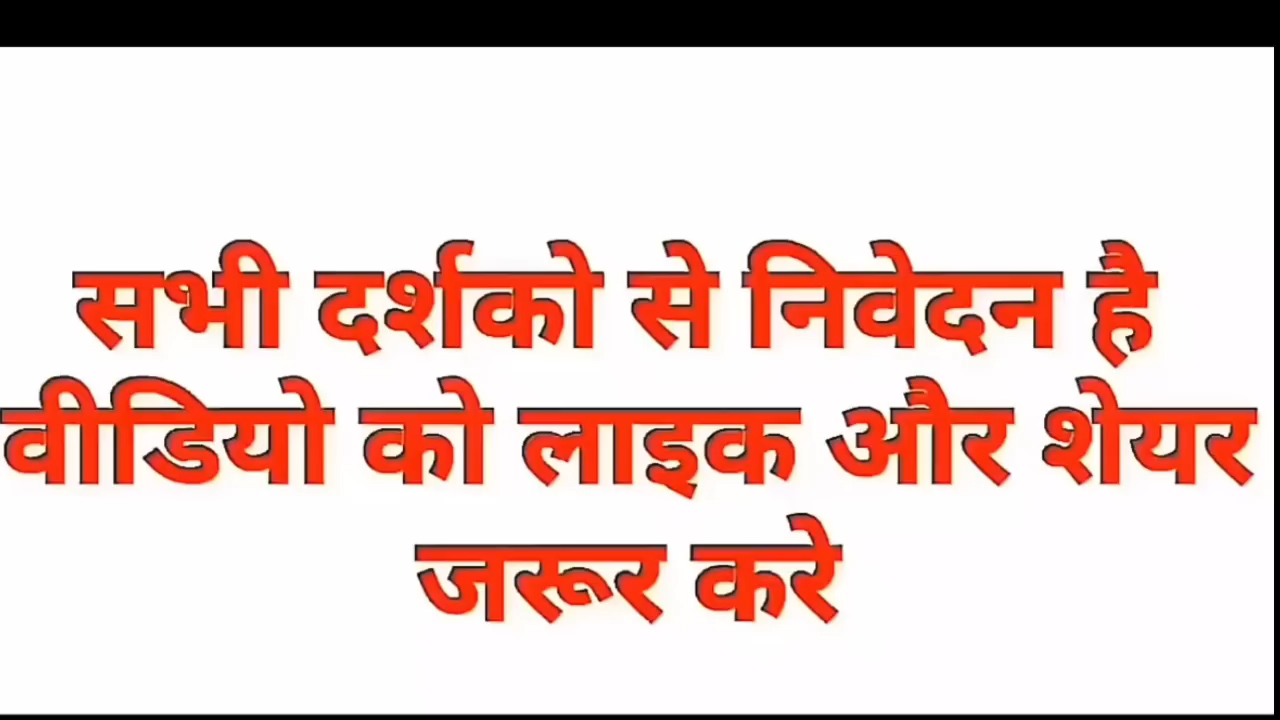 सभी दर्शको से निवेदन है
वीडियो को लाइक और शेयर
जरूर करे